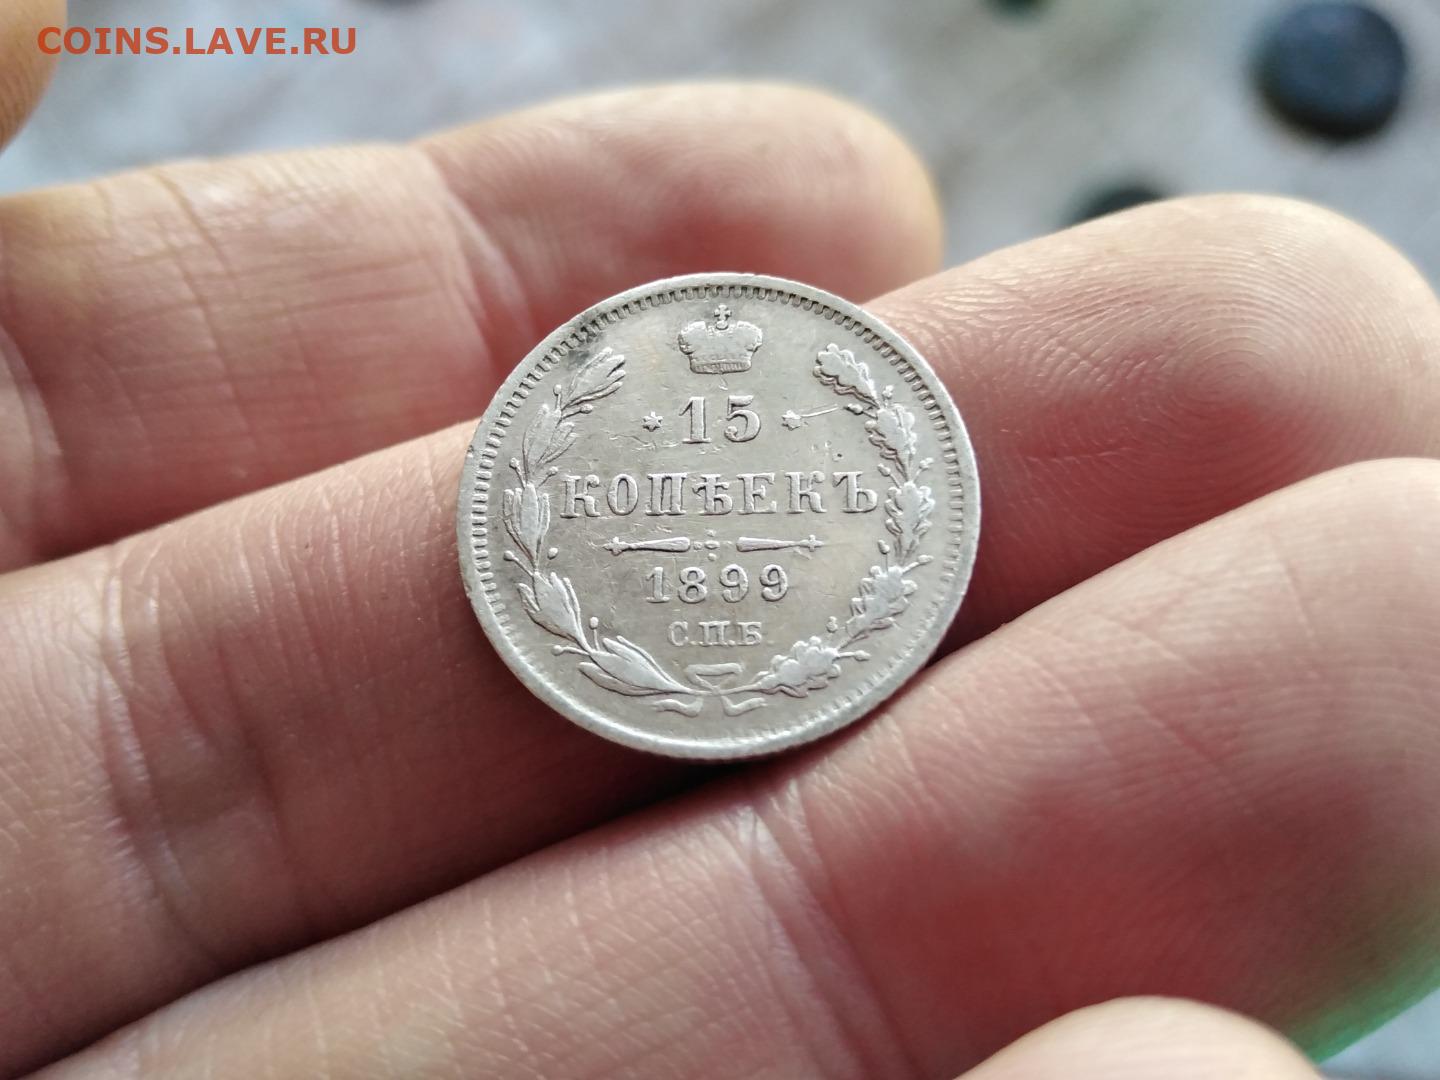 COINS.LAVE.RU
* 15 *
КОПѢЕКЪ
1899
С.П.Б.